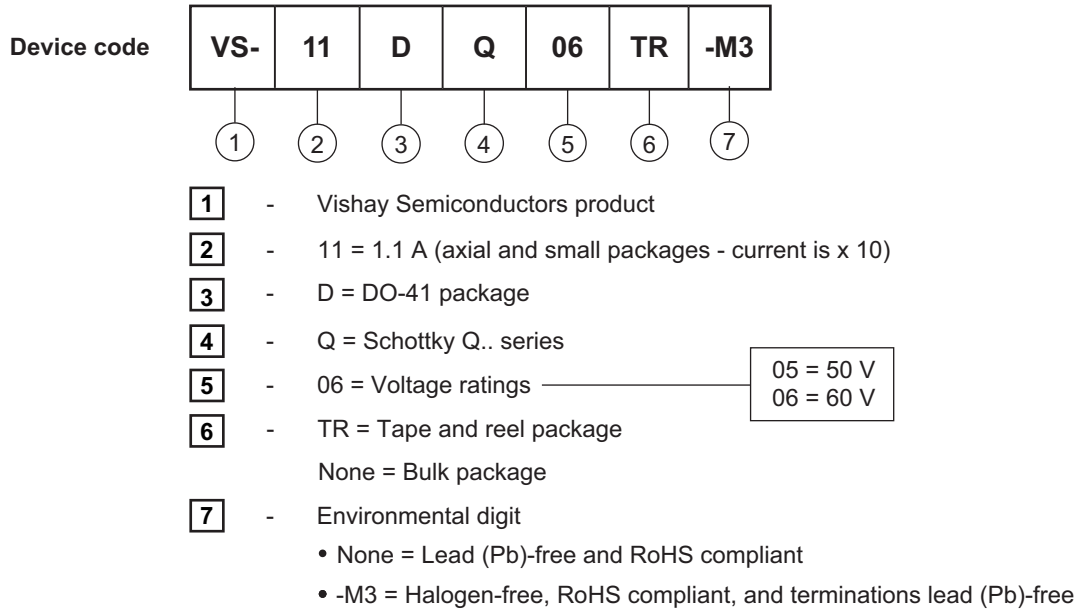 Device code VS- 11 D Q 06 TR -M3
1 2 3 4 5 6 7
1 - Vishay Semiconductors product
2 - 11 = 1.1 A (axial and small packages - current is x 10)
3 - D = DO-41 package
4 - Q = Schottky Q.. series
5 - 06 = Voltage ratings
05 = 50 V
06 = 60 V
6 - TR = Tape and reel package
None = Bulk package
7 - Environmental digit
• None = Lead (Pb)-free and RoHS compliant
• -M3 = Halogen-free, RoHS compliant, and terminations lead (Pb)-free